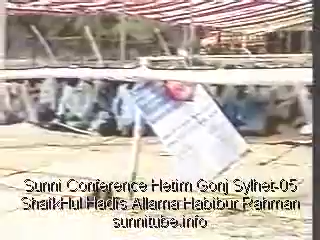 Sunni Conference Hetim Gonj Sylhet-05
ShaikHul Hadis Allama Habibur Rahman
sunnitube.info